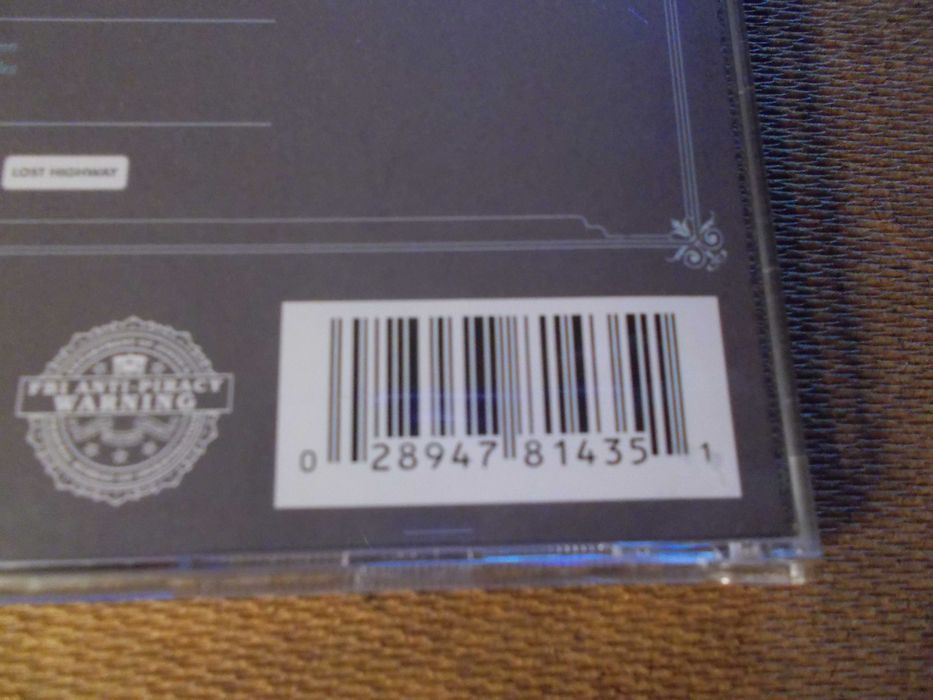 LOST HIGHWAY
FBI ANTI-PIRACY
WARNING
0 28947 81435 1